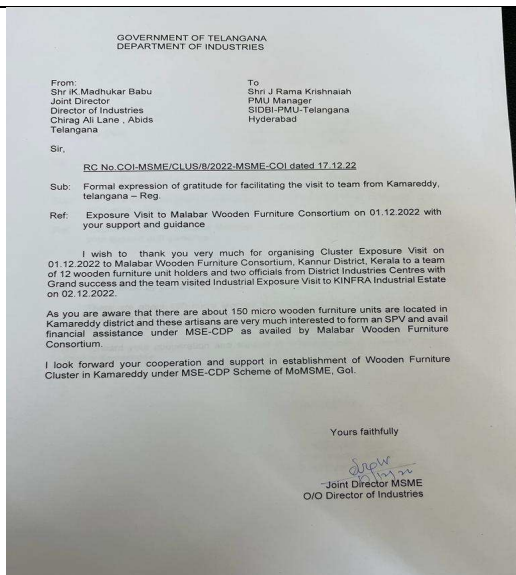 GOVERNMENT OF TELANGANA
DEPARTMENT OF INDUSTRIES
From:
Shr iK.Madhukar Babu
Joint Director
Director of Industries
Chirag Ali Lane , Abids
Telangana
To
Shri J Rama Krishnaiah
PMU Manager
SIDBI-PMU-Telangana
Hyderabad
Sir,
RC No.COI-MSME/CLUS/8/2022-MSME-COI dated 17.12.22
Sub: Formal expression of gratitude for facilitating the visit to team from Kamareddy,
telangana – Reg.
Ref: Exposure Visit to Malabar Wooden Furniture Consortium on 01.12.2022 with
your support and guidance
I wish to thank you very much for organising Cluster Exposure Visit on
01.12.2022 to Malabar Wooden Furniture Consortium, Kannur District, Kerala to a team
of 12 wooden furniture unit holders and two officials from District Industries Centres with
Grand success and the team visited Industrial Exposure Visit to KINFRA Industrial Estate
on 02.12.2022.
As you are aware that there are about 150 micro wooden furniture units are located in
Kamareddy district and these artisans are very much interested to form an SPV and avail
financial assistance under MSE-CDP as availed by Malabar Wooden Furniture
Consortium.
I look forward your cooperation and support in establishment of Wooden Furniture
Cluster in Kamareddy under MSE-CDP Scheme of MoMSME, GoI.
Yours faithfully
Joint Director MSME
O/O Director of Industries